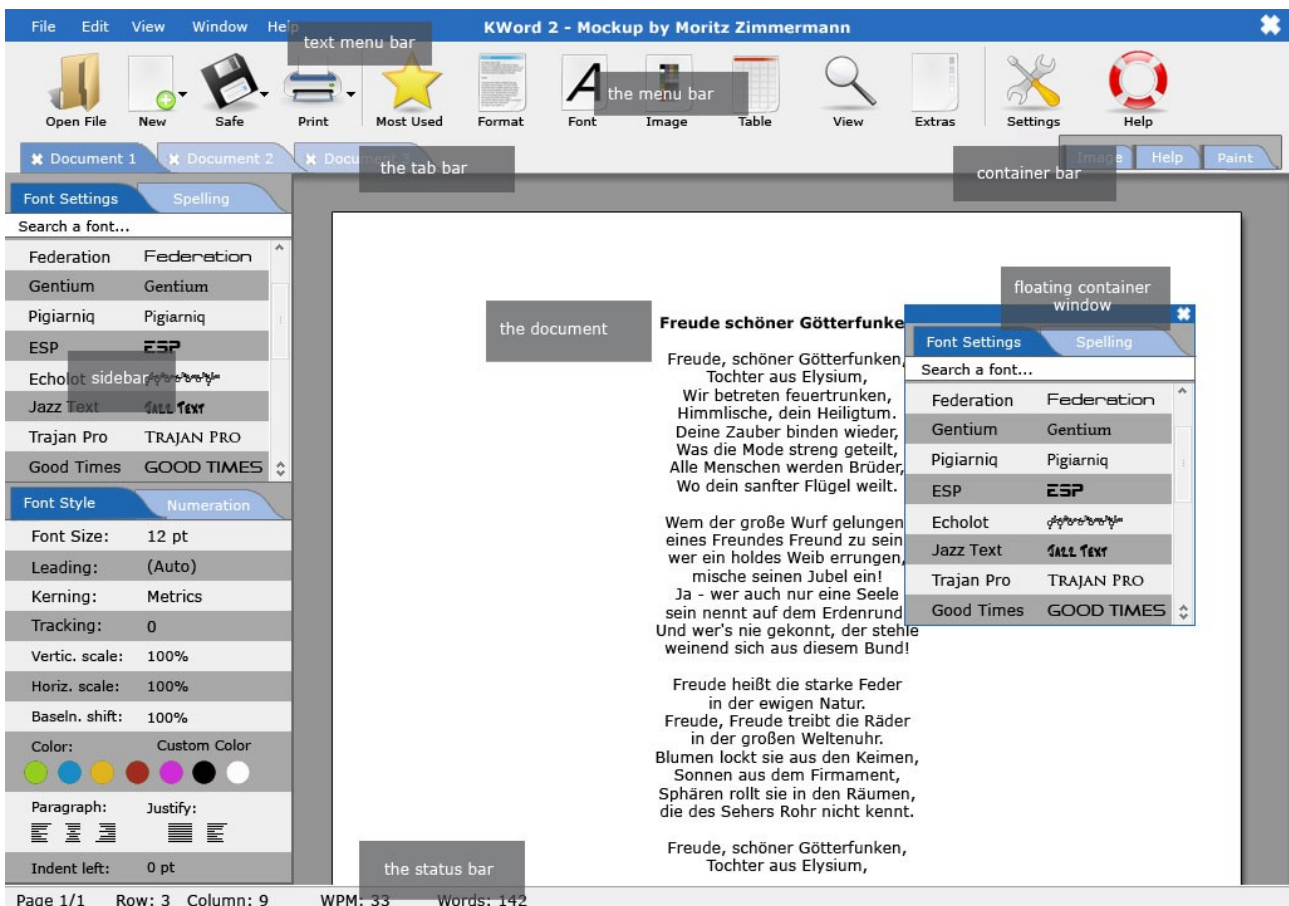 File Edit View Window Help KWord 2 - Mockup by Moritz Zimmermann
text menu bar
the menu bar
Open File New Safe Print Most Used Format Font Image Table View Extras Settings Help
Document 1 Document 2 Document 3
the tab bar
container bar
Image Help Paint
Font Settings Spelling
Search a font...
Federation Federation
Gentium Gentium
Pigiarniq Pigiarniq
ESP ESP
Echolot
sidebar
Jazz Text Jazz Text
Trajan Pro Trajan Pro
Good Times GOOD TIMES
Font Style Numeration
Font Size: 12 pt
Leading: (Auto)
Kerning: Metrics
Tracking: 0
Vertic. scale: 100%
Horiz. scale: 100%
Baseln. shift: 100%
Color: Custom Color
Paragraph: Justify:
Indent left: 0 pt
the document
Freude schöner Götterfunke
Freude, schöner Götterfunken,
Tochter aus Elysium,
Wir betreten feuertrunken,
Himmlische, dein Heiligtum.
Deine Zauber binden wieder,
Was die Mode streng geteilt,
Alle Menschen werden Brüder,
Wo dein sanfter Flügel weilt.
Wem der große Wurf gelungen
eines Freundes Freund zu sein
wer ein holdes Weib errungen,
mische seinen Jubel ein!
Ja - wer auch nur eine Seele
sein nennt auf dem Erdenrund
Und wer's nie gekonnt, der stehle
weinend sich aus diesem Bund!
Freude heißt die starke Feder
in der ewigen Natur.
Freude, Freude treibt die Räder
in der großen Weltenuhr.
Blumen lockt sie aus den Keimen,
Sonnen aus dem Firmament,
Sphären rollt sie in den Räumen,
die des Sehers Rohr nicht kennt.
Freude, schöner Götterfunken,
Tochter aus Elysium,
floating container
window
Font Settings Spelling
Search a font...
Federation Federation
Gentium Gentium
Pigiarniq Pigiarniq
ESP ESP
Echolot
Jazz Text Jazz Text
Trajan Pro Trajan Pro
Good Times GOOD TIMES
the status bar
Page 1/1 Row: 3 Column: 9 WPM: 33 Words: 142